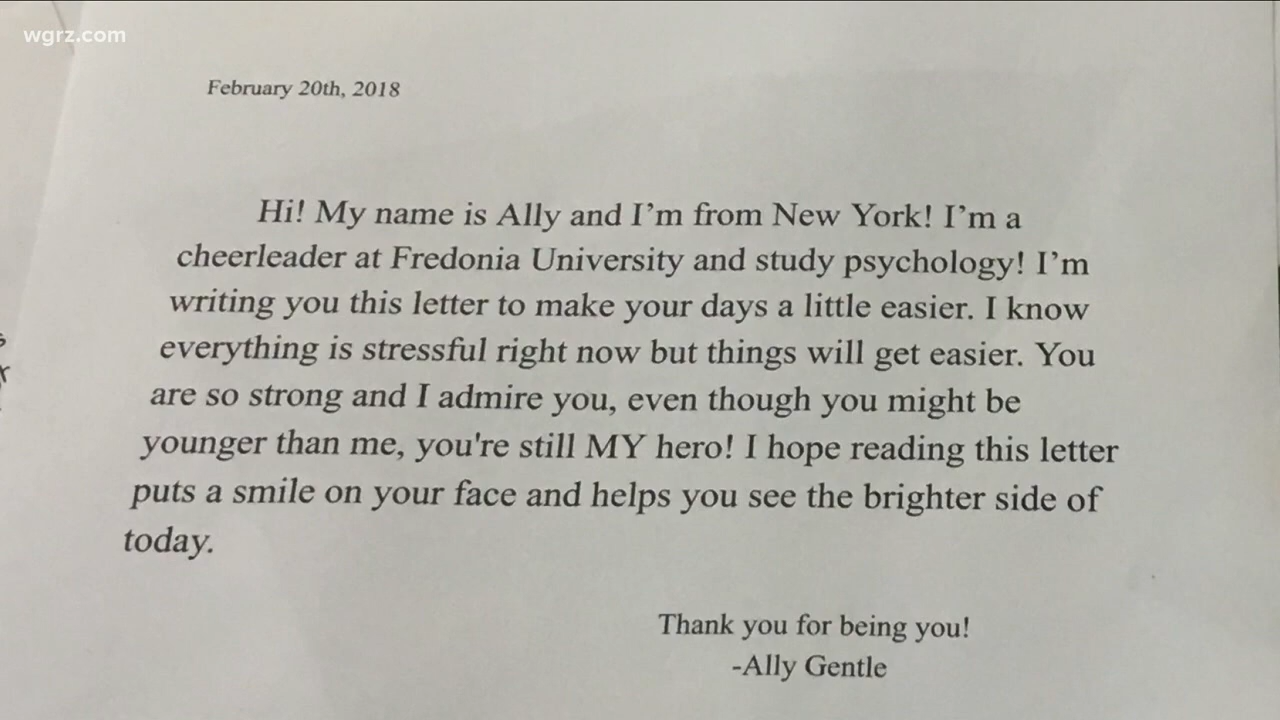 wgrz.com
February 20th, 2018
Hi! My name is Ally and I'm from New York! I'm a
cheerleader at Fredonia University and study psychology! I'm
writing you this letter to make your days a little easier. I know
everything is stressful right now but things will get easier. You
are so strong and I admire you, even though you might be
younger than me, you're still MY hero! I hope reading this letter
puts a smile on your face and helps you see the brighter side of
today.
Thank you for being you!
-Ally Gentle